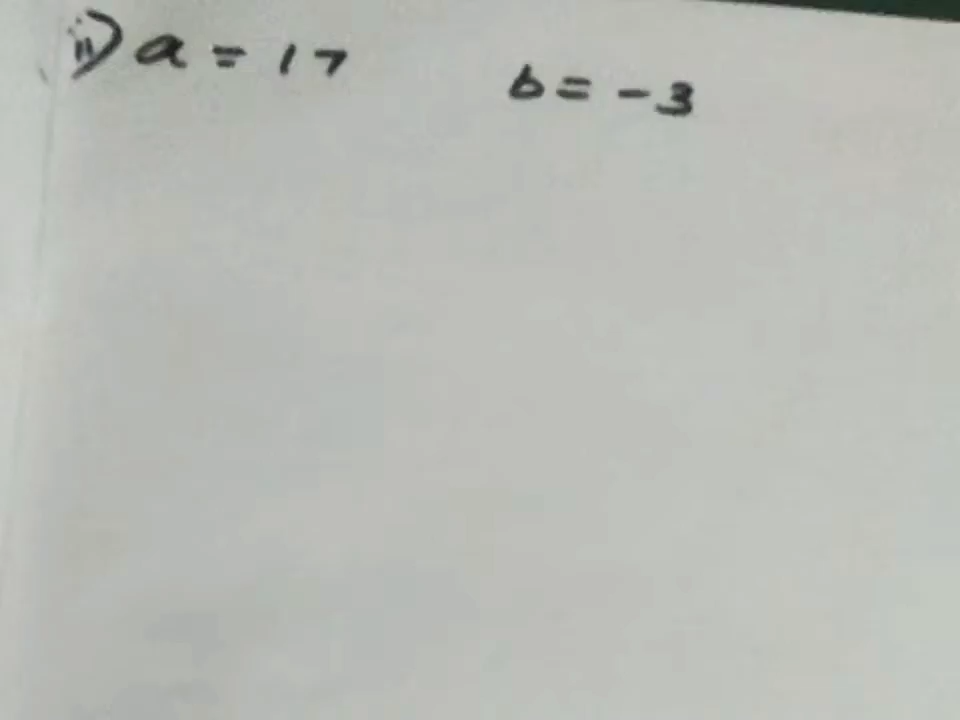 ii) a = 17 b = -3